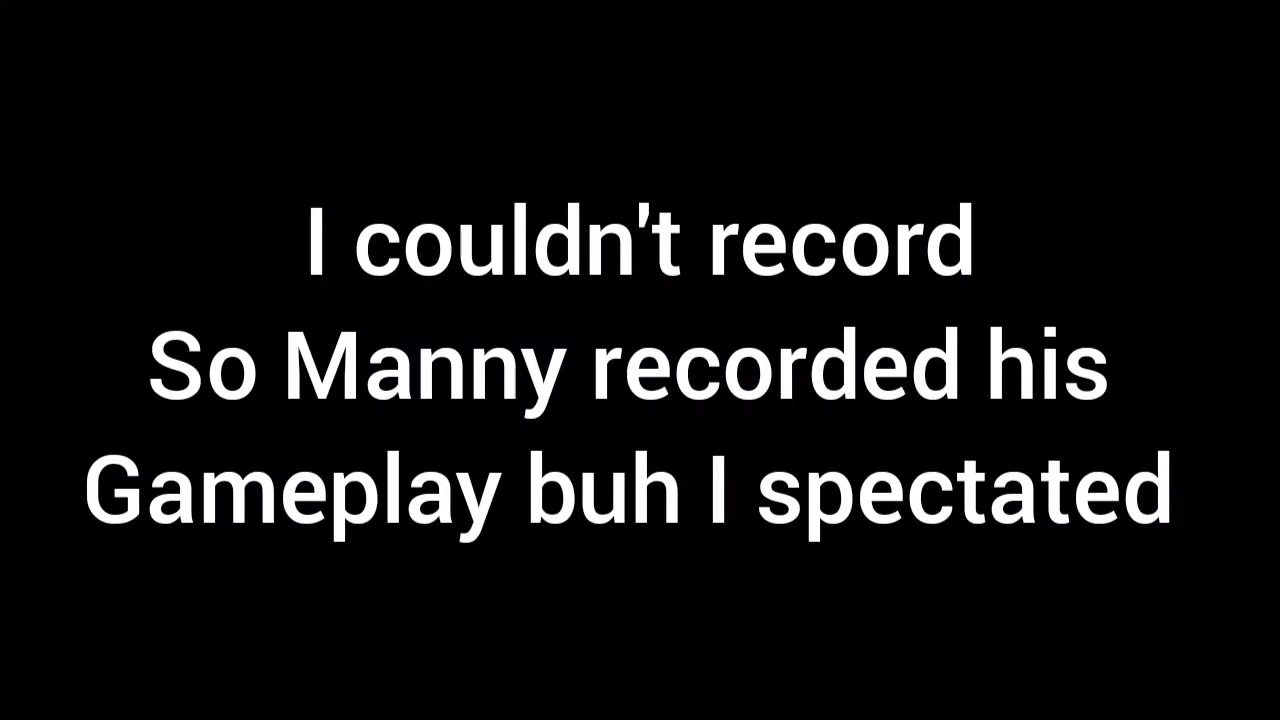 I couldn't record
So Manny recorded his
Gameplay buh I spectated